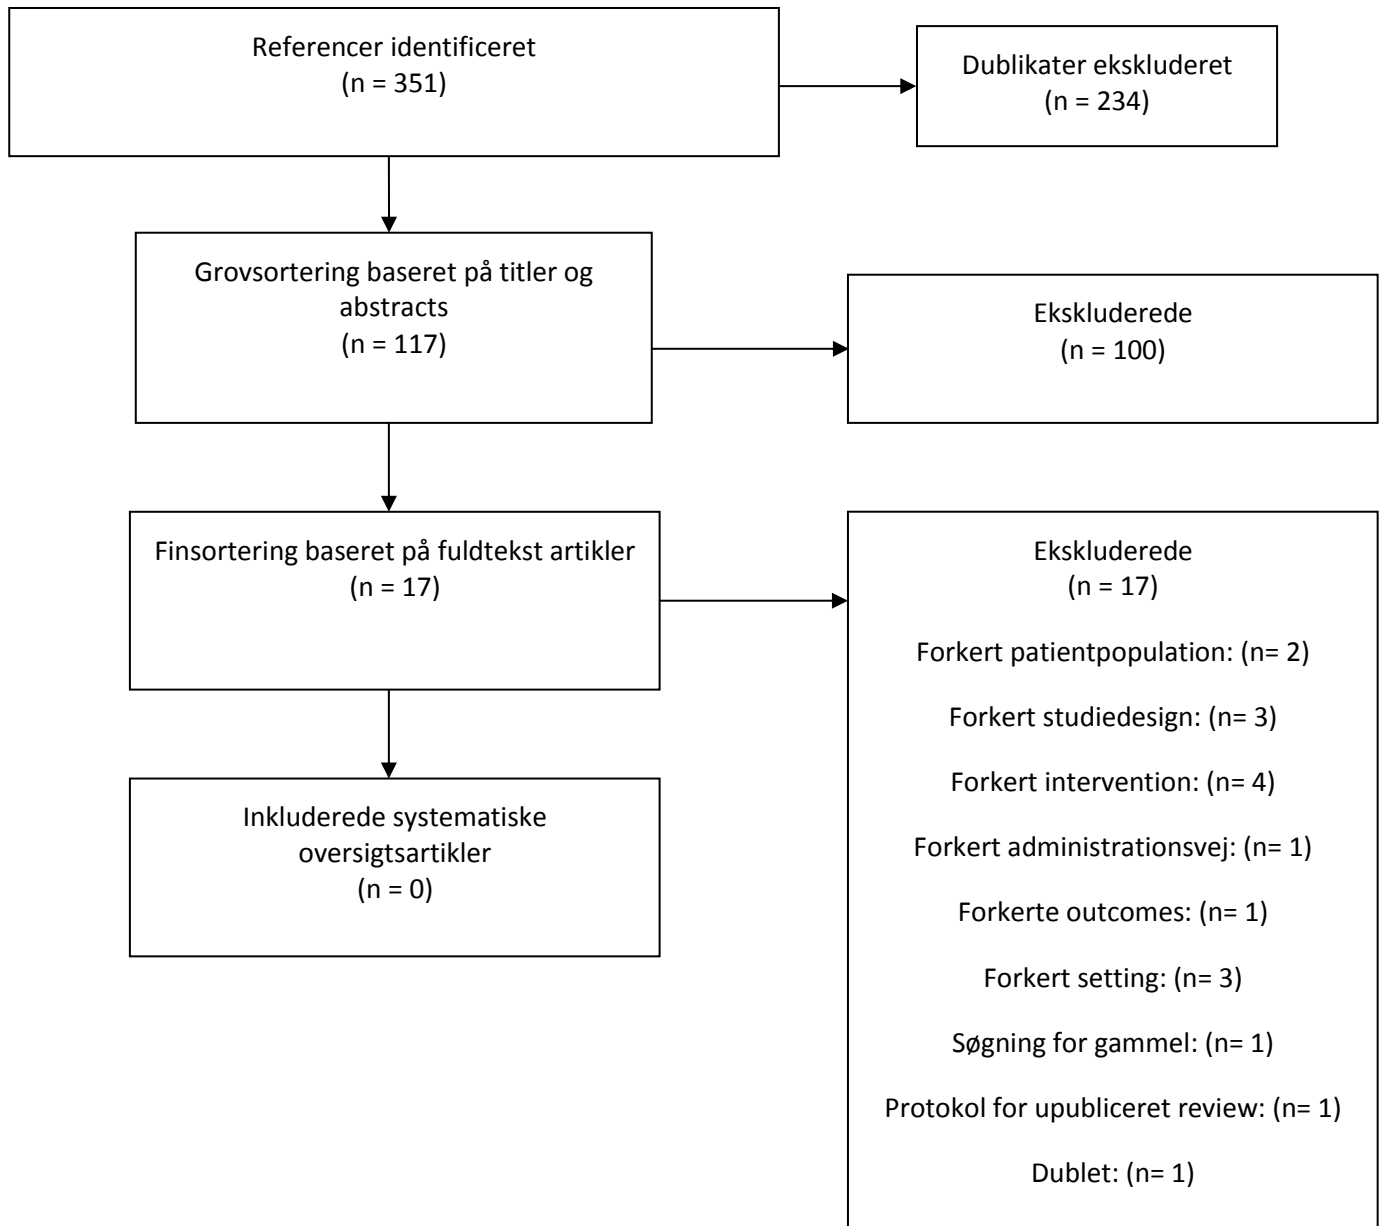 Referencer identificeret
(n = 351)
Dublikater ekskluderet
(n = 234)
Grovsortering baseret på titler og
abstracts
(n = 117)
Ekskluderede
(n = 100)
Finsortering baseret på fuldtekst artikler
(n = 17)
Ekskluderede
(n = 17)
Forkert patientpopulation: (n= 2)
Forkert studiedesign: (n= 3)
Forkert intervention: (n= 4)
Forkert administrationsvej: (n= 1)
Forkerte outcomes: (n= 1)
Forkert setting: (n= 3)
Søgning for gammel: (n= 1)
Protokol for upubliceret review: (n= 1)
Dublet: (n= 1)
Inkluderede systematiske
oversigtsartikler
(n = 0)